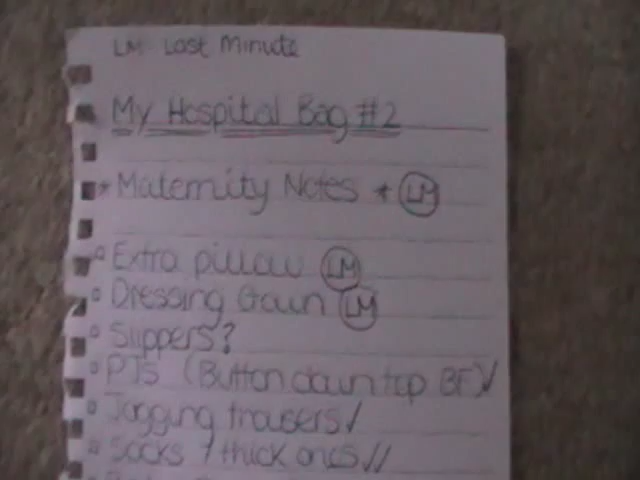 LM: Last Minute
My Hospital Bag #2
* Maternity Notes * LM
Extra pillow LM
Dressing Gown LM
Slippers?
PJs (Button down top BF) ✓
Jogging trousers ✓
Socks / thick ones ✓✓